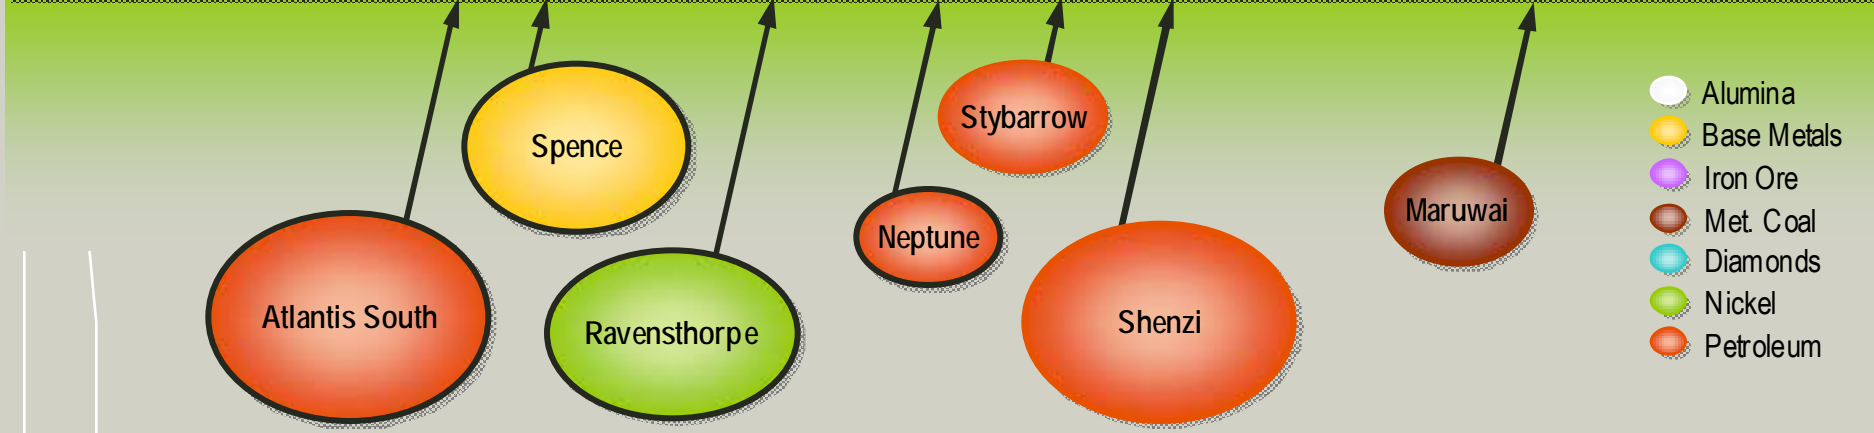 Spence
Stybarrow
Atlantis South
Ravensthorpe
Neptune
Shenzi
Maruwai
Alumina
Base Metals
Iron Ore
Met. Coal
Diamonds
Nickel
Petroleum